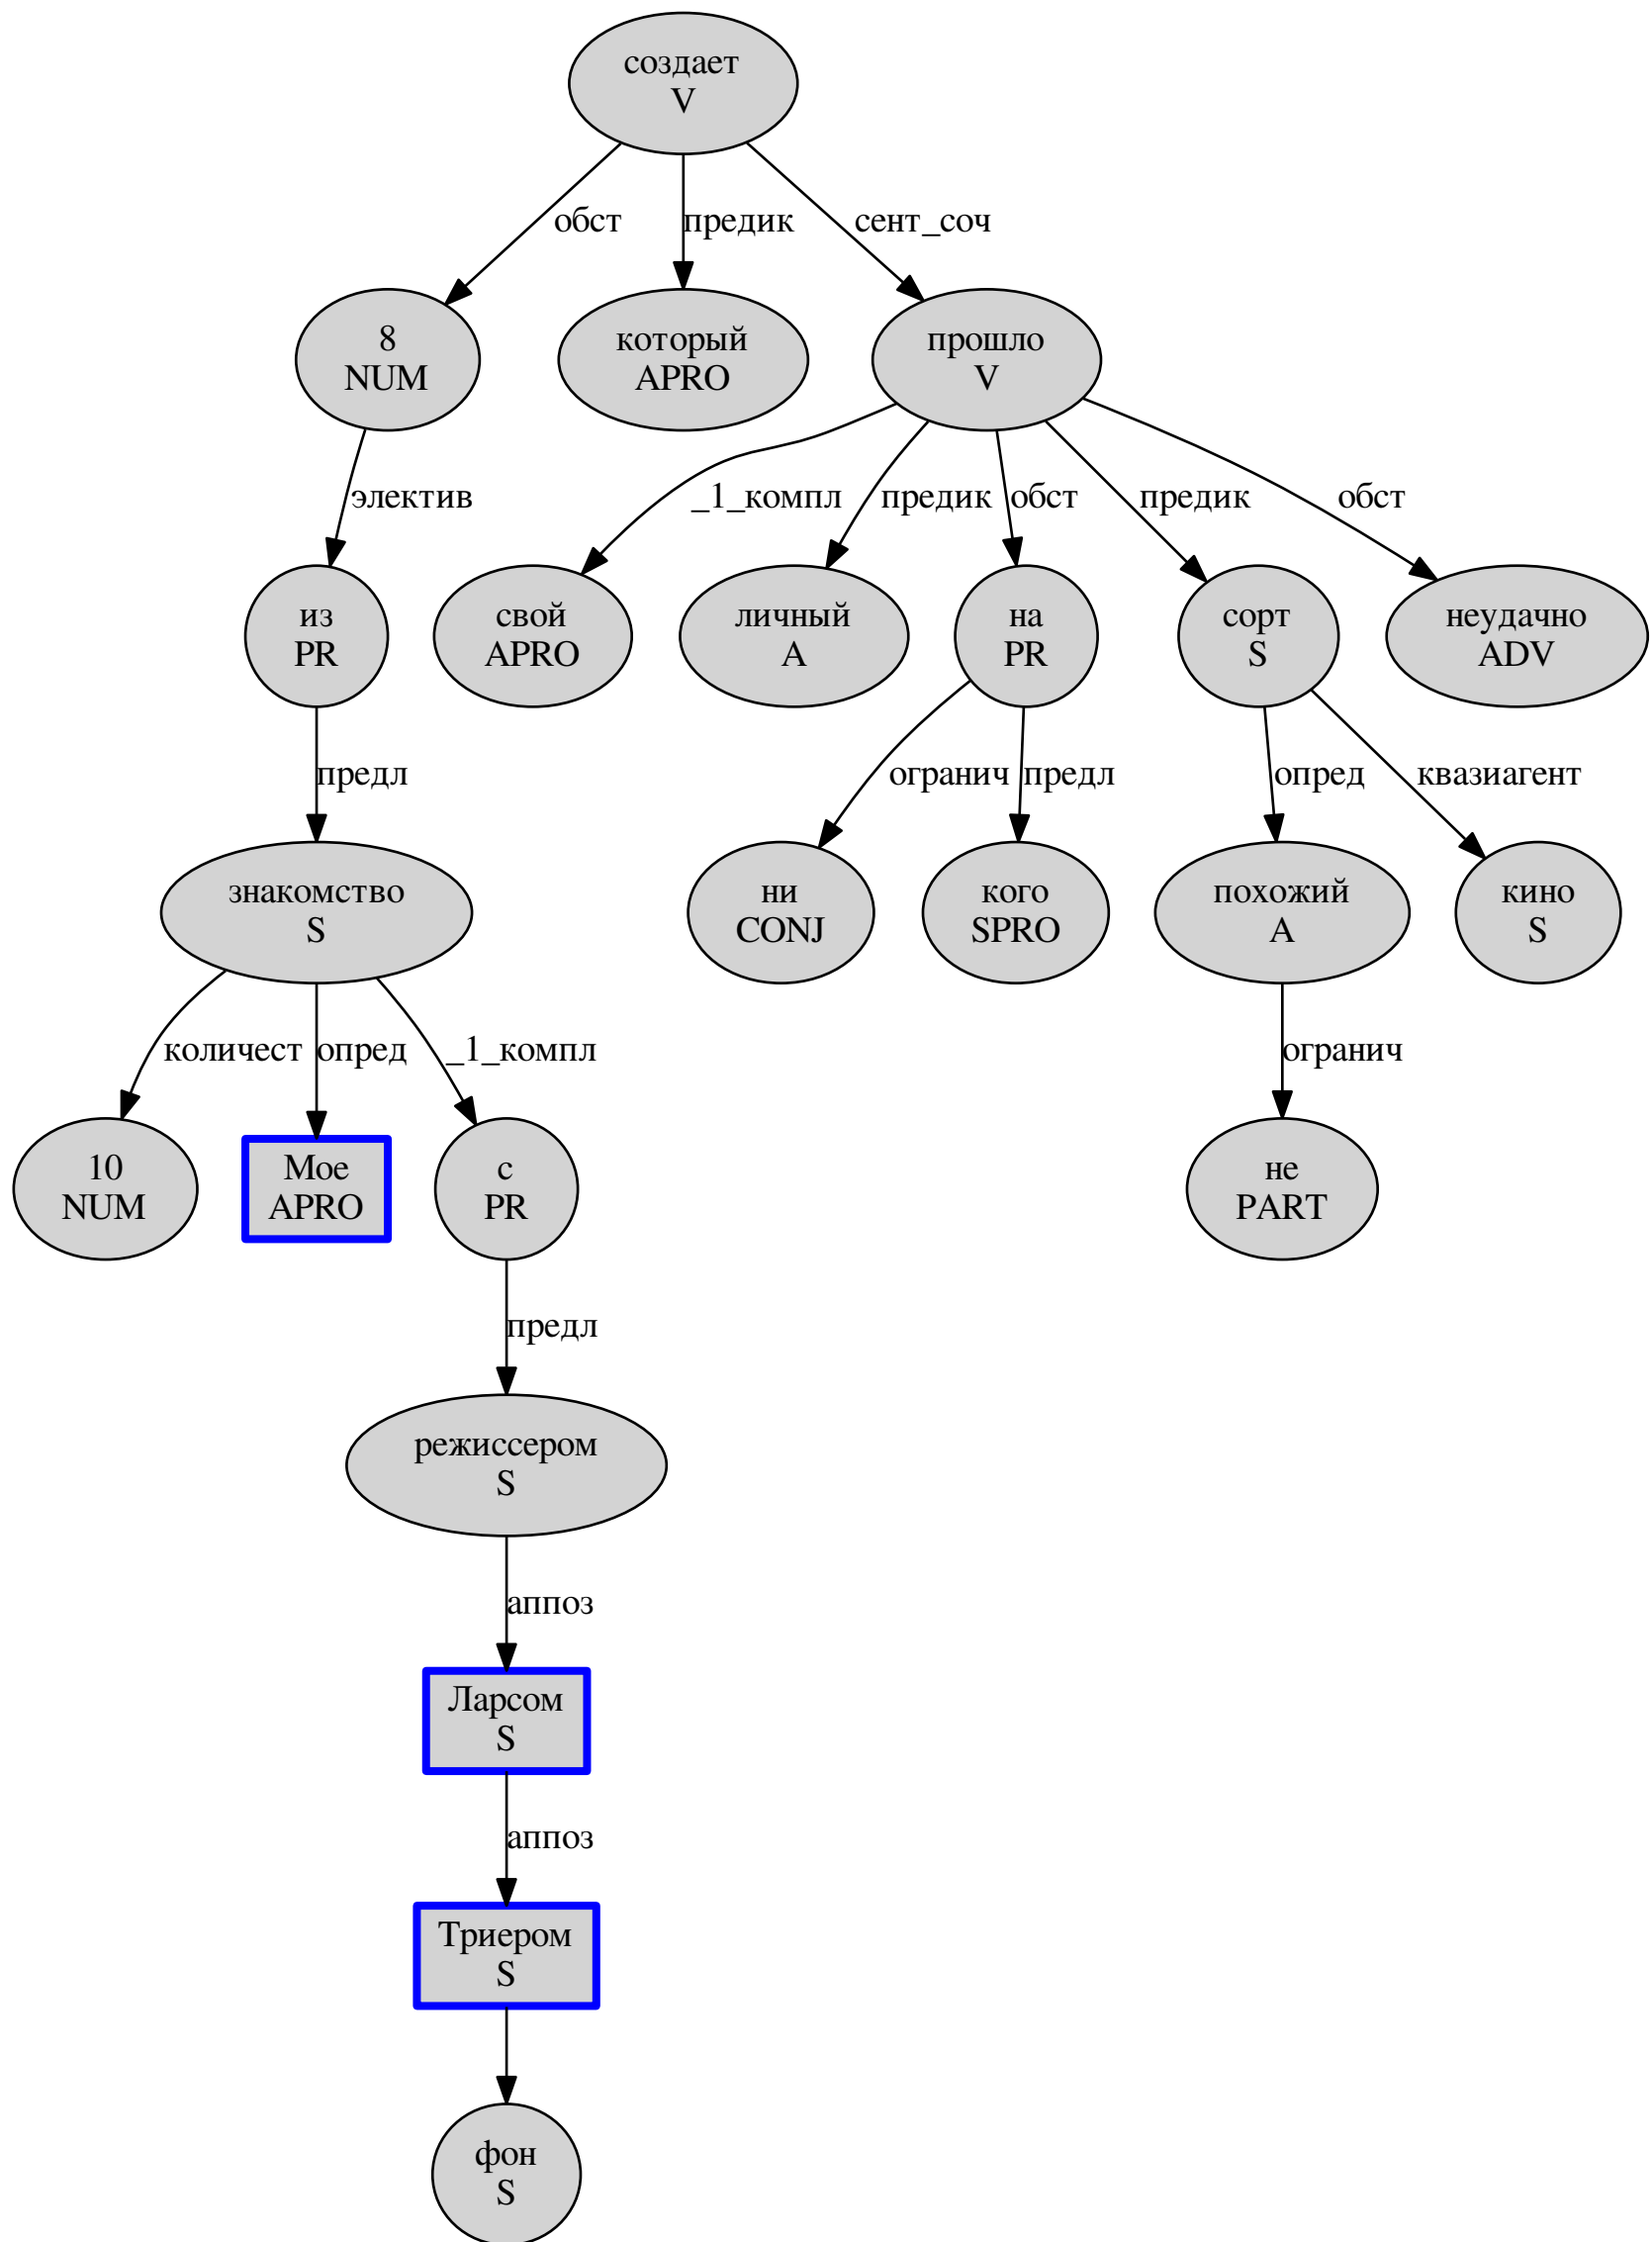 создает
V
обст
предик
сент_соч
8
NUM
который
APRO
прошло
V
электив
_1_компл
предик
обст
предик
обст
из
PR
свой
APRO
личный
A
на
PR
сорт
S
неудачно
ADV
предл
огранич
предл
опред
квазиагент
знакомство
S
ни
CONJ
кого
SPRO
похожий
A
кино
S
количест
опред
_1_компл
огранич
10
NUM
Мое
APRO
с
PR
не
PART
предл
режиссером
S
аппоз
Ларсом
S
аппоз
Триером
S
фон
S